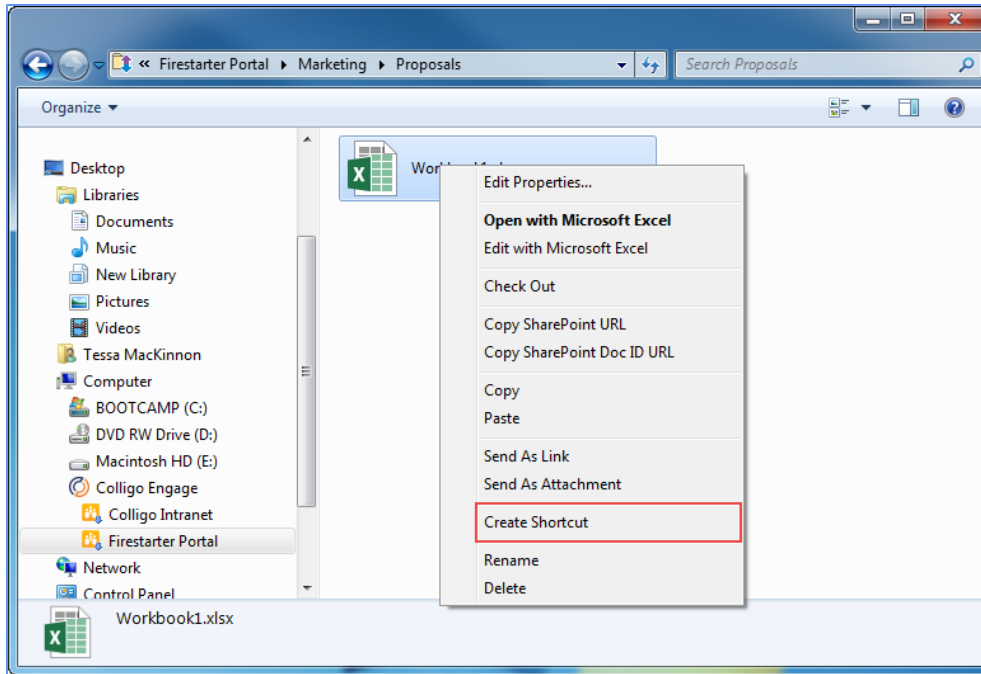 « Firestarter Portal Marketing Proposals
Search Proposals
Organize
Desktop
Libraries
Documents
Music
New Library
Pictures
Videos
Tessa MacKinnon
Computer
BOOTCAMP (C:)
DVD RW Drive (D:)
Macintosh HD (E:)
Colligo Engage
Colligo Intranet
Firestarter Portal
Network
Control Panel
Edit Properties...
Open with Microsoft Excel
Edit with Microsoft Excel
Check Out
Copy SharePoint URL
Copy SharePoint Doc ID URL
Copy
Paste
Send As Link
Send As Attachment
Create Shortcut
Rename
Delete
Workbook1.xlsx